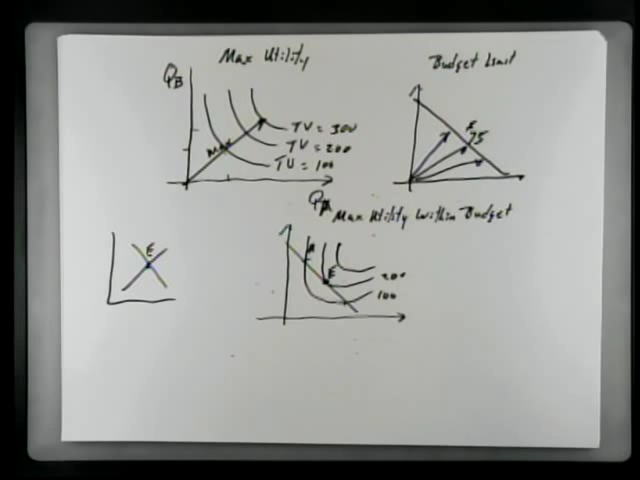 Max Utility
Budget Limit
QB
TU = 300
TU = 200
TU = 100
M
E
75
QA
Max Utility within Budget
E
A
E
200
100